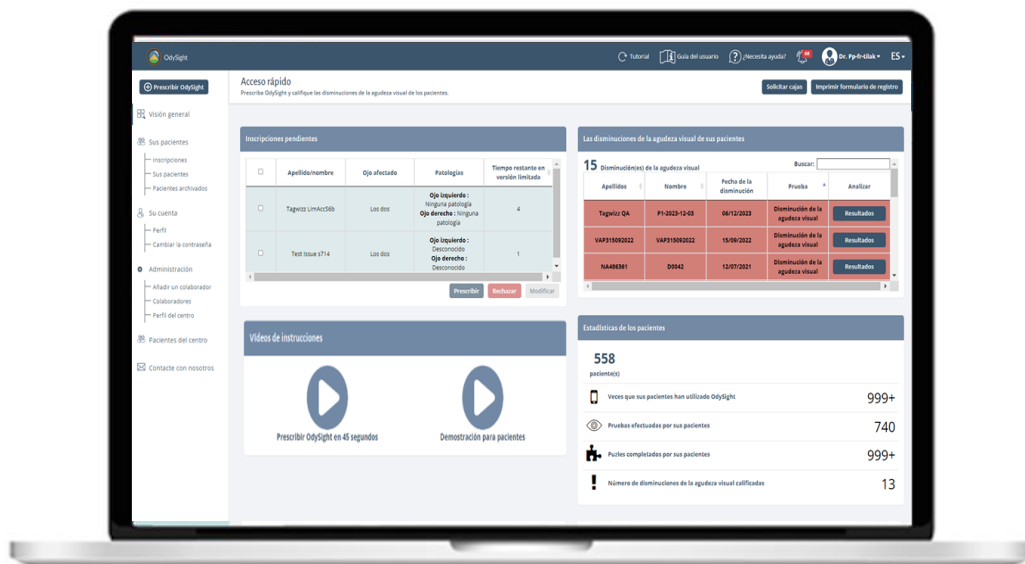 OdySight
Tutorial
Guía del usuario
¿Necesita ayuda?
Dr. Pp-fr-tilak
ES
Prescribir OdySight
Visión general
Sus pacientes
Inscripciones
Sus pacientes
Pacientes archivados
Su cuenta
Perfil
Cambiar la contraseña
Administración
Añadir un colaborador
Colaboradores
Perfil del centro
Pacientes del centro
Contacte con nosotros
Acceso rápido
Prescriba OdySight y califique las disminuciones de la agudeza visual de los pacientes.
Solicitar cajas
Imprimir formulario de registro
Inscripciones pendientes
Apellido/nombre
Ojo afectado
Patologías
Tiempo restante en
versión limitada
Tagwizz LimAcc56b
Los dos
Ojo izquierdo :
Ninguna patología
Ojo derecho : Ninguna
patología
4
Test issue s714
Los dos
Ojo izquierdo :
Desconocido
Ojo derecho :
Desconocido
1
Prescribir
Rechazar
Modificar
Las disminuciones de la agudeza visual de sus pacientes
15 Disminución(es) de la agudeza visual
Buscar:
Apellidos
Nombre
Fecha de la
disminución
Prueba
Analizar
Tagwizz QA
P1-2023-12-03
06/12/2023
Disminución de la
agudeza visual
Resultados
VAP315092022
VAP315092022
15/09/2022
Disminución de la
agudeza visual
Resultados
NA486361
D0042
12/07/2021
Disminución de la
agudeza visual
Resultados
Vídeos de instrucciones
Prescribir OdySight en 45 segundos
Demostración para pacientes
Estadísticas de los pacientes
558
paciente(s)
Veces que sus pacientes han utilizado OdySight
999+
Pruebas efectuadas por sus pacientes
740
Puzles completados por sus pacientes
999+
Número de disminuciones de la agudeza visual calificadas
13